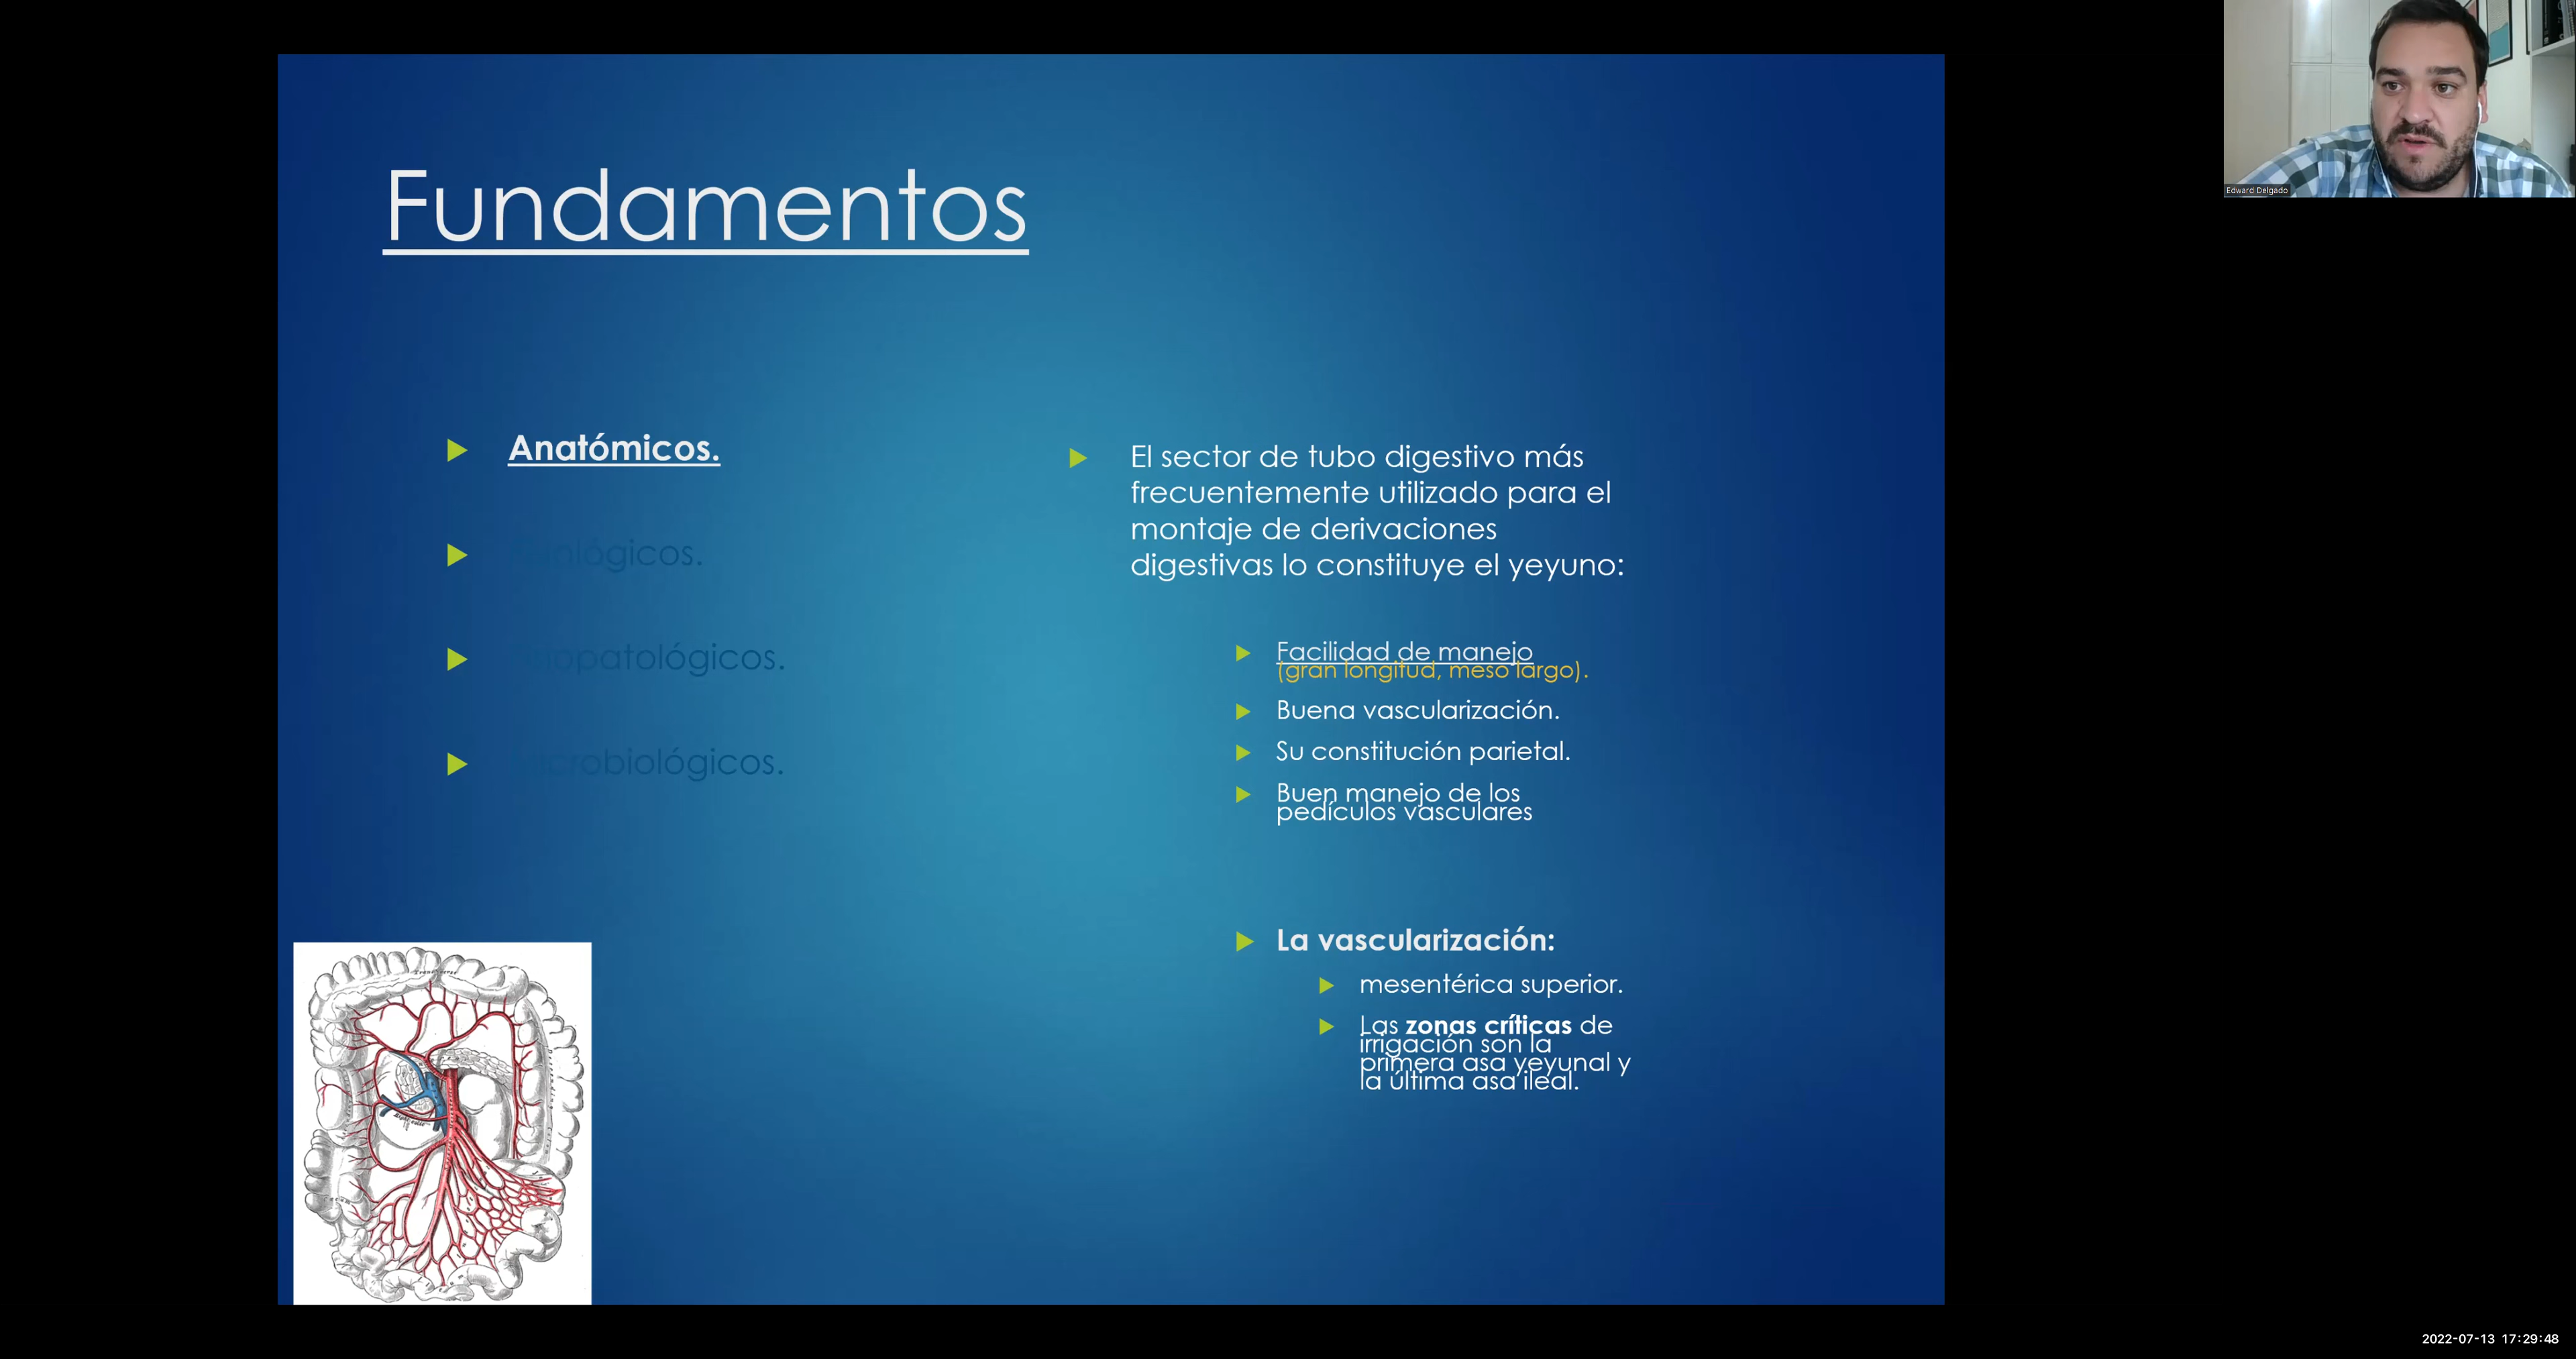 Fundamentos
Anatómicos.
El sector de tubo digestivo más
frecuentemente utilizado para el
montaje de derivaciones
digestivas lo constituye el yeyuno:
Facilidad de manejo
(gran longitud, meso largo).
Buena vascularización.
Su constitución parietal.
Buen manejo de los
pedículos vasculares
La vascularización:
mesentérica superior.
Las zonas críticas de
irrigación son la
primera asa yeyunal y
la última asa ileal.
Edward Delgado
2022-07-13 17:29:48